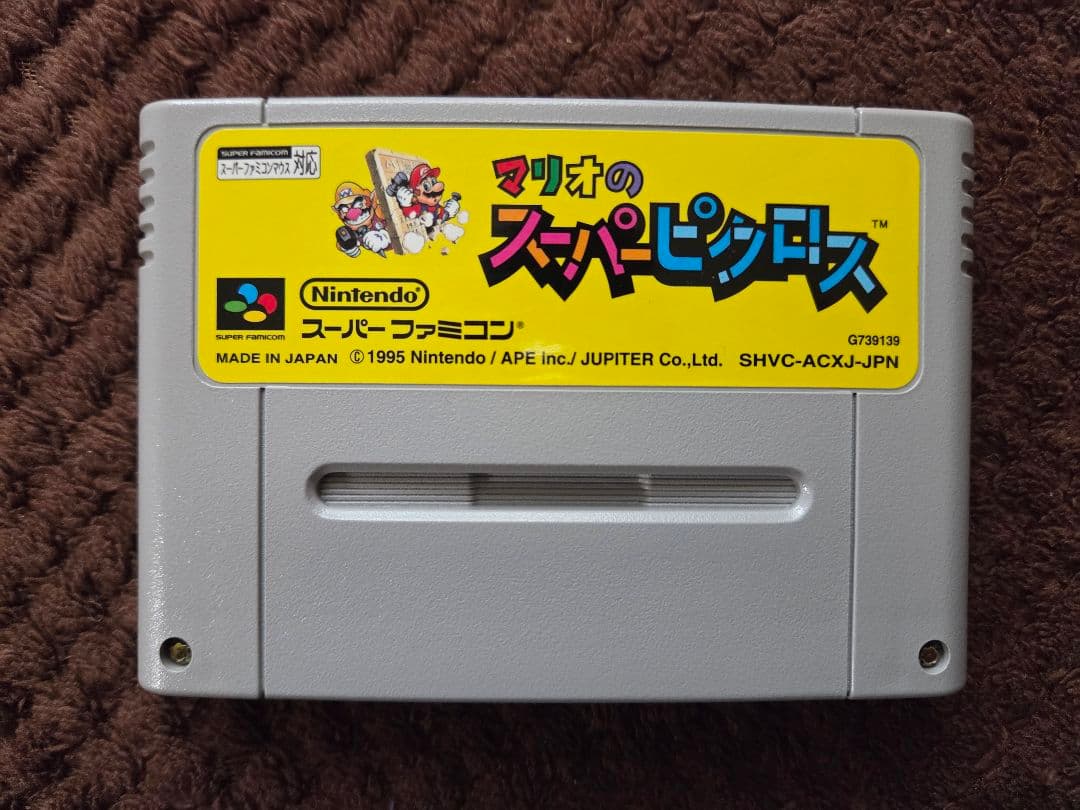 SUPER FAMICOM
スーパーファミコンマウス 対応
マリオの
スーパーピクロス™
Nintendo®
スーパーファミコン®
SUPER FAMICOM
G739139
MADE IN JAPAN © 1995 Nintendo / APE Inc./ JUPITER Co.,Ltd. SHVC-ACXJ-JPN